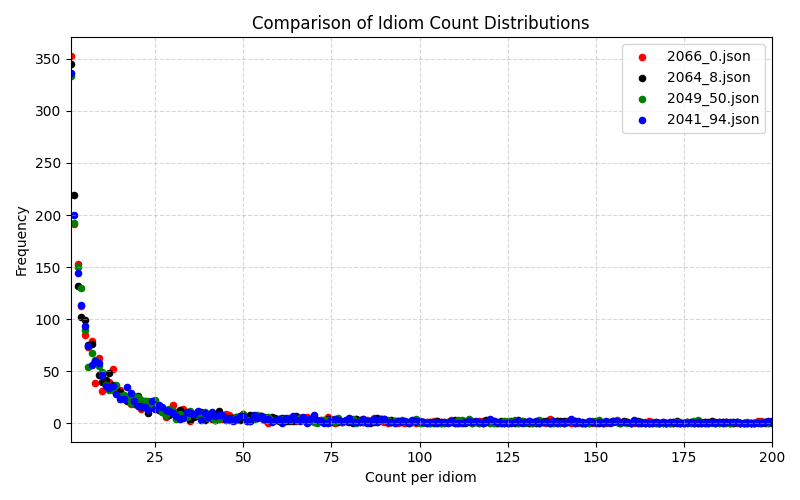 Comparison of Idiom Count Distributions
2066_0.json
2064_8.json
2049_50.json
2041_94.json
Frequency
350
300
250
200
150
100
50
0
25 50 75 100 125 150 175 200
Count per idiom